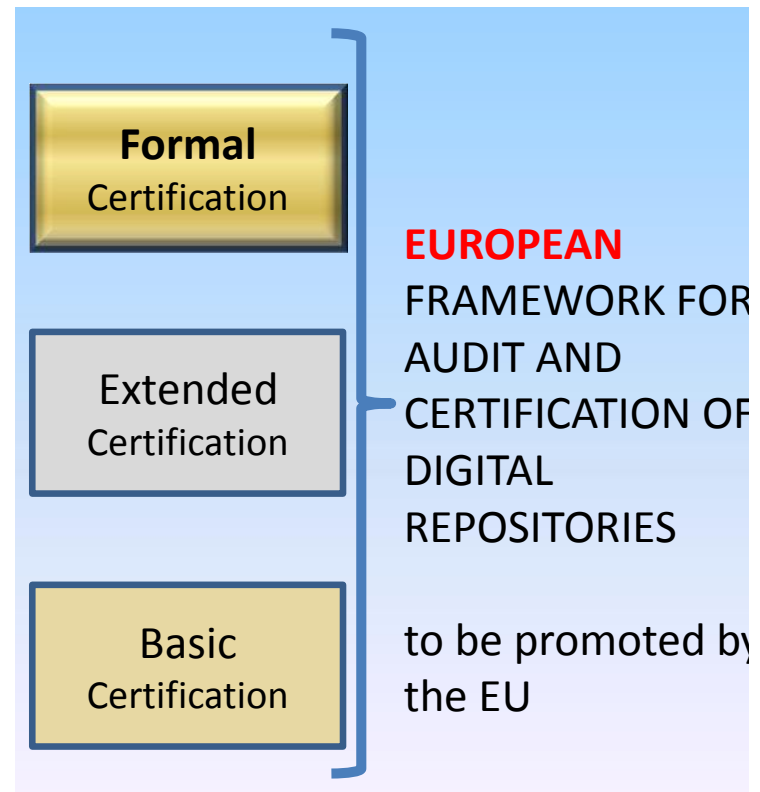 Formal
Certification
Extended
Certification
Basic
Certification
EUROPEAN
FRAMEWORK FOR
AUDIT AND
CERTIFICATION OF
DIGITAL
REPOSITORIES
to be promoted by
the EU